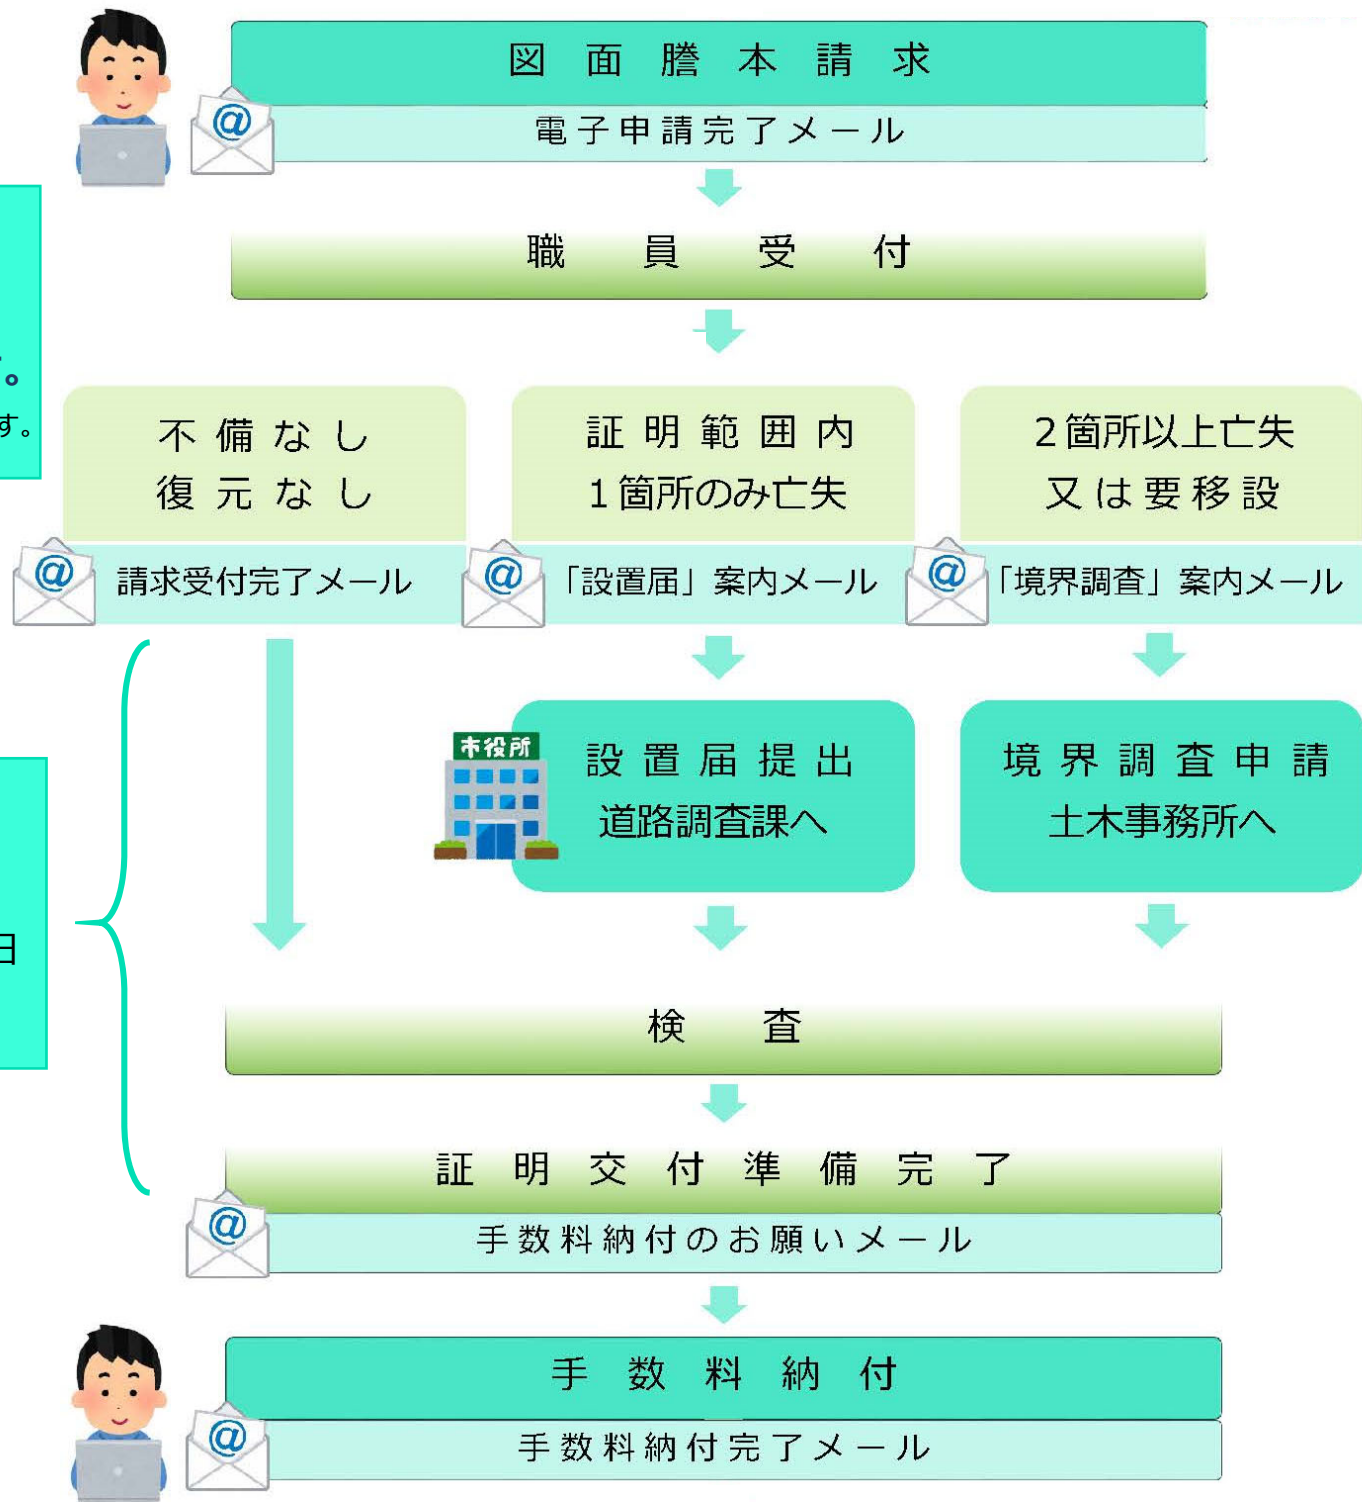 図面謄本請求
電子申請完了メール
職員受付
。
す。
不備なし
復元なし
請求受付完了メール
証明範囲内
1箇所のみ亡失
「設置届」案内メール
2箇所以上亡失
又は要移設
「境界調査」案内メール
市役所
設置届提出
道路調査課へ
境界調査申請
土木事務所へ
日
検査
証明交付準備完了
手数料納付のお願いメール
手数料納付
手数料納付完了メール